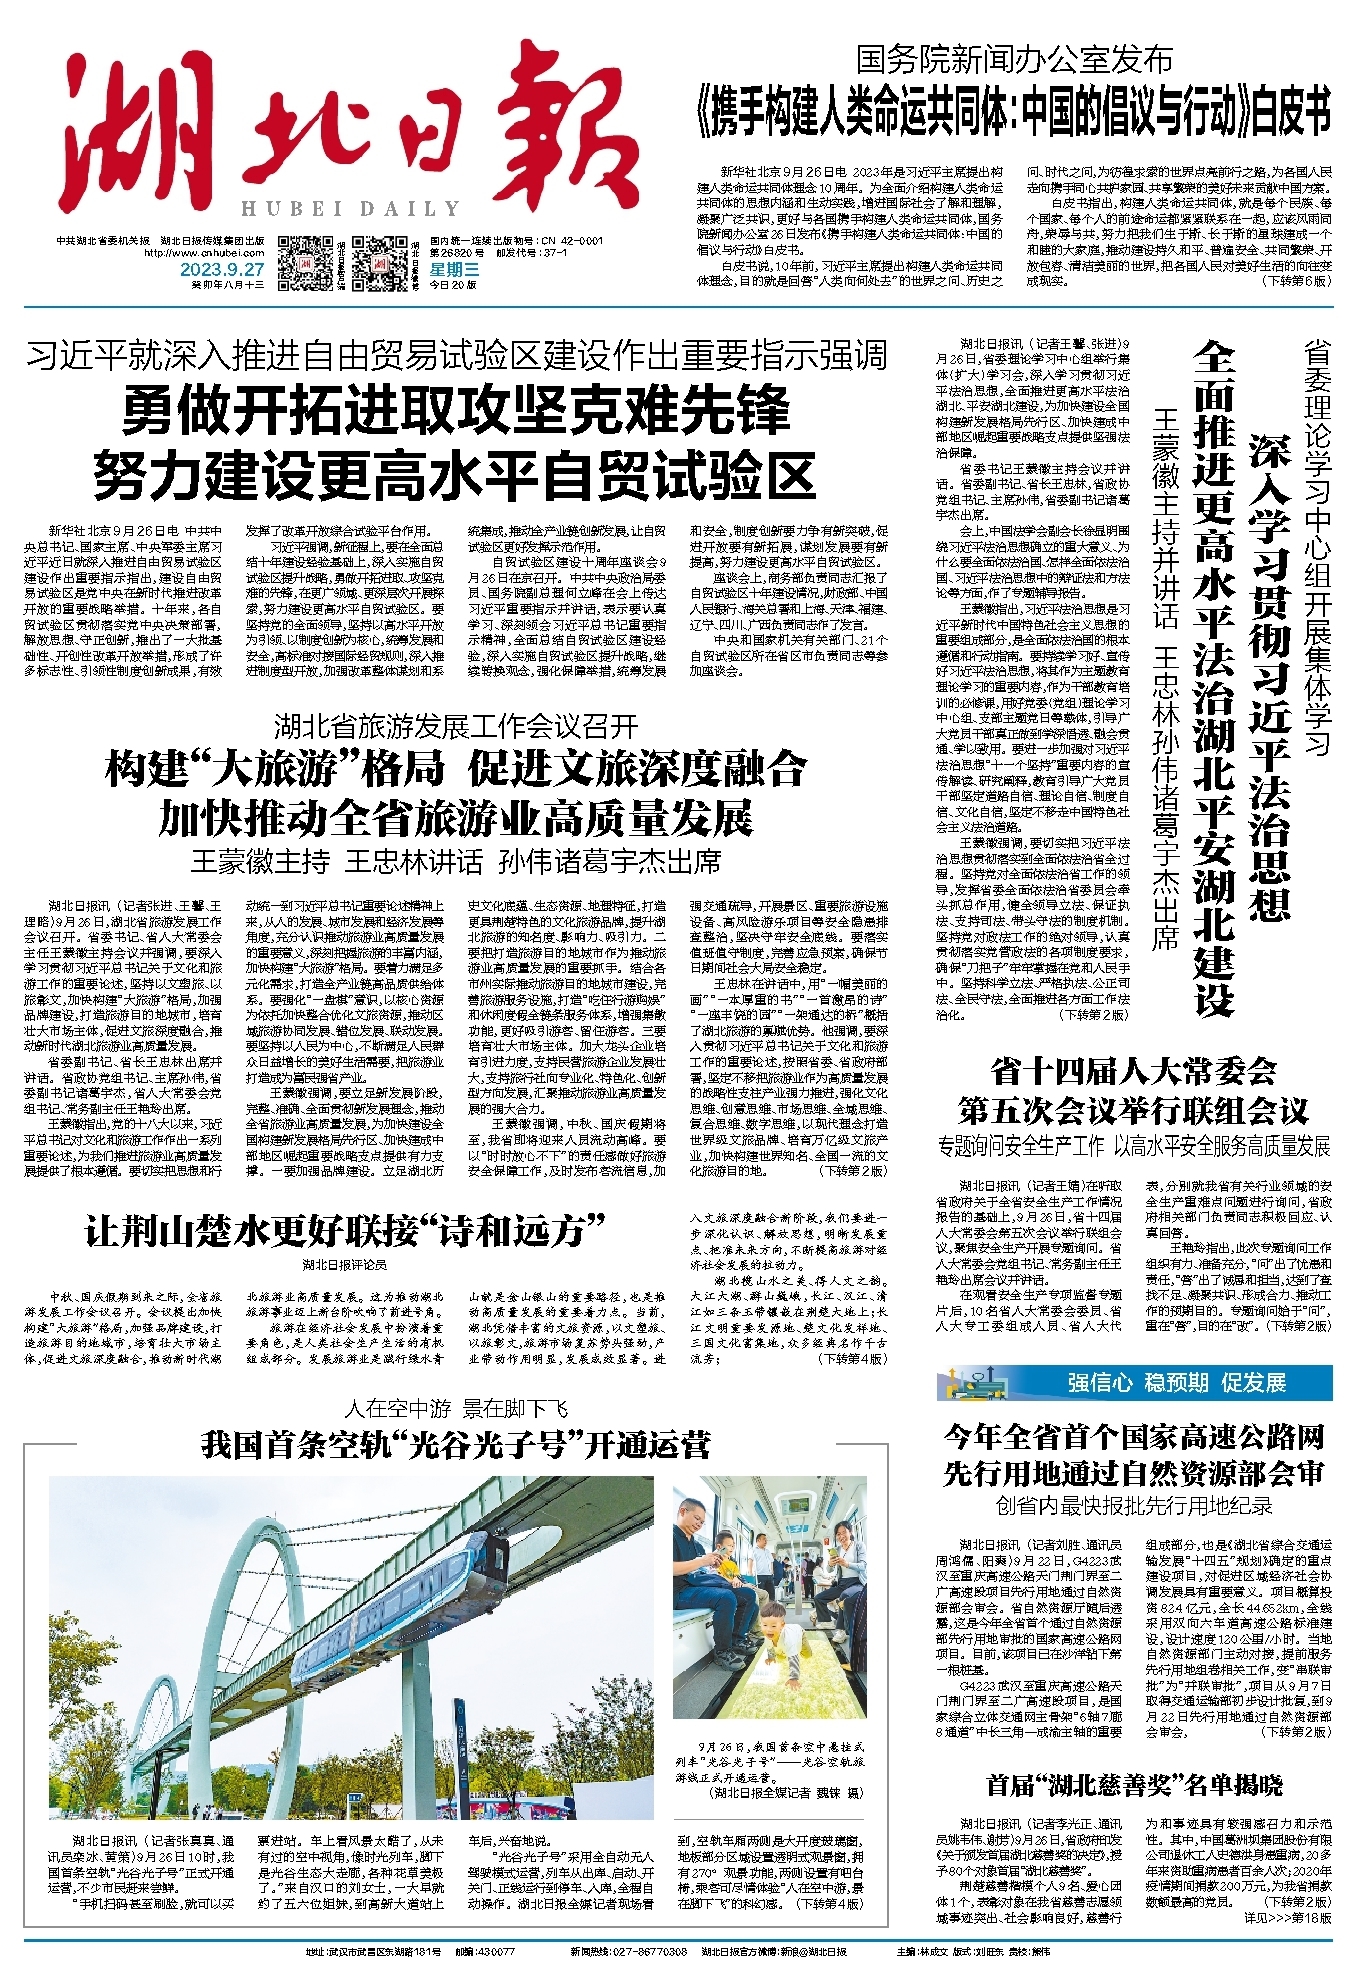 湖北日報
HUBEI DAILY
中共湖北省委机关报 湖北日报传媒集团出版
http://www.cnhubei.com
2023.9.27
癸卯年八月十三
国内统一连续出版物号:CN 42-0001
第26820号 邮发代号:37-1
星期三
今日20版
国务院新闻办公室发布
《携手构建人类命运共同体:中国的倡议与行动》白皮书
新华社北京9月26日电 2023年是习近平主席提出构
建人类命运共同体理念10周年。为全面介绍构建人类命运
共同体的思想内涵和生动实践,增进国际社会了解和理解,
凝聚广泛共识,更好与各国携手构建人类命运共同体,国务
院新闻办公室26日发布《携手构建人类命运共同体:中国的
倡议与行动》白皮书。
白皮书说,10年前,习近平主席提出构建人类命运共同
体理念,目的就是回答“人类向何处去”的世界之问、历史之
问、时代之问,为彷徨求索的世界点亮前行之路,为各国人民
走向携手同心共护家园、共享繁荣的美好未来贡献中国方案。
白皮书指出,构建人类命运共同体,就是每个民族、每
个国家、每个人的前途命运都紧紧联系在一起,应该风雨同
舟,荣辱与共,努力把我们生于斯、长于斯的星球建成一个
和睦的大家庭,推动建设持久和平、普遍安全、共同繁荣、开
放包容、清洁美丽的世界,把各国人民对美好生活的向往变
成现实。 (下转第6版)
习近平就深入推进自由贸易试验区建设作出重要指示强调
勇做开拓进取攻坚克难先锋
努力建设更高水平自贸试验区
新华社北京9月26日电 中共中
央总书记、国家主席、中央军委主席习
近平近日就深入推进自由贸易试验区
建设作出重要指示指出,建设自由贸
易试验区是党中央在新时代推进改革
开放的重要战略举措。十年来,各自
贸试验区贯彻落实党中央决策部署,
解放思想、守正创新,推出了一大批基
础性、开创性改革开放举措,形成了许
多标志性、引领性制度创新成果,有效
发挥了改革开放综合试验平台作用。
习近平强调,新征程上,要在全面总
结十年建设经验基础上,深入实施自贸
试验区提升战略,勇做开拓进取、攻坚克
难的先锋,在更广领域、更深层次开展探
索,努力建设更高水平自贸试验区。要
坚持党的全面领导,坚持以高水平开放
为引领、以制度创新为核心,统筹发展和
安全,高标准对接国际经贸规则,深入推
进制度型开放,加强改革整体谋划和系
统集成,推动全产业链创新发展,让自贸
试验区更好发挥示范作用。
自贸试验区建设十周年座谈会9
月26日在京召开。中共中央政治局委
员、国务院副总理何立峰在会上传达
习近平重要指示并讲话,表示要认真
学习、深刻领会习近平总书记重要指
示精神,全面总结自贸试验区建设经
验,深入实施自贸试验区提升战略,继
续转换观念,强化保障举措,统筹发展
和安全,制度创新要力争有新突破,促
进开放要有新拓展,谋划发展要有新
提高,努力建设更高水平自贸试验区。
座谈会上,商务部负责同志汇报了
自贸试验区十年建设情况,财政部、中国
人民银行、海关总署和上海、天津、福建、
辽宁、四川、广西负责同志作了发言。
中央和国家机关有关部门、21个
自贸试验区所在省区市负责同志等参
加座谈会。
湖北省旅游发展工作会议召开
构建“大旅游”格局 促进文旅深度融合
加快推动全省旅游业高质量发展
王蒙徽主持 王忠林讲话 孙伟诸葛宇杰出席
湖北日报讯(记者张进、王馨、王
理略)9月26日,湖北省旅游发展工作
会议召开。省委书记、省人大常委会
主任王蒙徽主持会议并强调,要深入
学习贯彻习近平总书记关于文化和旅
游工作的重要论述,坚持以文塑旅、以
旅彰文,加快构建“大旅游”格局,加强
品牌建设,打造旅游目的地城市,培育
壮大市场主体,促进文旅深度融合,推
动新时代湖北旅游业高质量发展。
省委副书记、省长王忠林出席并
讲话。省政协党组书记、主席孙伟,省
委副书记诸葛宇杰,省人大常委会党
组书记、常务副主任王艳玲出席。
王蒙徽指出,党的十八大以来,习近
平总书记对文化和旅游工作作出一系列
重要论述,为我们推进旅游业高质量发
展提供了根本遵循。要切实把思想和行
动统一到习近平总书记重要论述精神上
来,从人的发展、城市发展和经济发展等
角度,充分认识推动旅游业高质量发展
的重要意义,深刻把握旅游的丰富内涵,
加快构建“大旅游”格局。要着力满足多
元化需求,打造全产业链高品质供给体
系。要强化“一盘棋”意识,以核心资源
为依托加快整合优化文旅资源,推动区
域旅游协同发展、错位发展、联动发展。
要坚持以人民为中心,不断满足人民群
众日益增长的美好生活需要,把旅游业
打造成为富民强省产业。
王蒙徽强调,要立足新发展阶段,
完整、准确、全面贯彻新发展理念,推动
全省旅游业高质量发展,为加快建设全
国构建新发展格局先行区、加快建成中
部地区崛起重要战略支点提供有力支
撑。一要加强品牌建设。立足湖北历
史文化底蕴、生态资源、地理特征,打造
更具荆楚特色的文化旅游品牌,提升湖
北旅游的知名度、影响力、吸引力。二
要把打造旅游目的地城市作为推动旅
游业高质量发展的重要抓手。结合各
市州实际推动旅游目的地城市建设,完
善旅游服务设施,打造“吃住行游购娱”
和休闲度假全链条服务体系,增强集散
功能,更好吸引游客、留住游客。三要
培育壮大市场主体。加大龙头企业培
育引进力度,支持民营旅游企业发展壮
大,支持旅行社向专业化、特色化、创新
型方向发展,汇聚推动旅游业高质量发
展的强大合力。
王蒙徽强调,中秋、国庆假期将
至,我省即将迎来人员流动高峰。要
以“时时放心不下”的责任感做好旅游
安全保障工作,及时发布客流信息,加
强交通疏导,开展景区、重要旅游设施
设备、高风险游乐项目等安全隐患排
查整治,坚决守牢安全底线。要落实
值班值守制度,完善应急预案,确保节
日期间社会大局安全稳定。
王忠林在讲话中,用“一幅美丽的
画”“一本厚重的书”“一首激昂的诗”
“一座丰饶的园”“一架通达的桥”概括
了湖北旅游的禀赋优势。他强调,要深
入贯彻习近平总书记关于文化和旅游
工作的重要论述,按照省委、省政府部
署,坚定不移把旅游业作为高质量发展
的战略性支柱产业强力推进,强化文化
思维、创意思维、市场思维、全域思维、
复合思维、数字思维,以现代理念打造
世界级文旅品牌、培育万亿级文旅产
业,加快构建世界知名、全国一流的文
化旅游目的地。 (下转第2版)
省委理论学习中心组开展集体学习
深入学习贯彻习近平法治思想
全面推进更高水平法治湖北平安湖北建设
王蒙徽主持并讲话 王忠林孙伟诸葛宇杰出席
湖北日报讯(记者王馨、张进)9
月26日,省委理论学习中心组举行集
体(扩大)学习会,深入学习贯彻习近
平法治思想,全面推进更高水平法治
湖北、平安湖北建设,为加快建设全国
构建新发展格局先行区、加快建成中
部地区崛起重要战略支点提供坚强法
治保障。
省委书记王蒙徽主持会议并讲
话。省委副书记、省长王忠林,省政协
党组书记、主席孙伟,省委副书记诸葛
宇杰出席。
会上,中国法学会副会长徐显明围
绕习近平法治思想确立的重大意义、为
什么要全面依法治国、怎样全面依法治
国、习近平法治思想中的辩证法和方法
论等方面,作了专题辅导报告。
王蒙徽指出,习近平法治思想是习
近平新时代中国特色社会主义思想的
重要组成部分,是全面依法治国的根本
遵循和行动指南。要持续学习好、宣传
好习近平法治思想,将其作为主题教育
理论学习的重要内容,作为干部教育培
训的必修课,用好党委(党组)理论学习
中心组、支部主题党日等载体,引导广
大党员干部真正做到学深悟透、融会贯
通、学以致用。要进一步加强对习近平
法治思想“十一个坚持”重要内容的宣
传解读、研究阐释,教育引导广大党员
干部坚定道路自信、理论自信、制度自
信、文化自信,坚定不移走中国特色社
会主义法治道路。
王蒙徽强调,要切实把习近平法
治思想贯彻落实到全面依法治省全过
程。坚持党对全面依法治省工作的领
导,发挥省委全面依法治省委员会牵
头抓总作用,健全领导立法、保证执
法、支持司法、带头守法的制度机制。
坚持党对政法工作的绝对领导,认真
贯彻落实党管政法的各项制度要求,
确保“刀把子”牢牢掌握在党和人民手
中。坚持科学立法、严格执法、公正司
法、全民守法,全面推进各方面工作法
治化。 (下转第2版)
省十四届人大常委会
第五次会议举行联组会议
专题询问安全生产工作 以高水平安全服务高质量发展
湖北日报讯(记者王婧)在听取
省政府关于全省安全生产工作情况
报告的基础上,9月26日,省十四届
人大常委会第五次会议举行联组会
议,聚焦安全生产开展专题询问。省
人大常委会党组书记、常务副主任王
艳玲出席会议并讲话。
在观看安全生产专项监督专题
片后,10名省人大常委会委员、省
人大专工委组成人员、省人大代
表,分别就我省有关行业领域的安
全生产重难点问题进行询问,省政
府相关部门负责同志积极回应、认
真回答。
王艳玲指出,此次专题询问工作
组织有力、准备充分,“问”出了忧患和
责任,“答”出了诚恳和担当,达到了查
找不足、凝聚共识、形成合力、推动工
作的预期目的。专题询问始于“问”,
重在“答”,目的在“改”。(下转第2版)
让荆山楚水更好联接“诗和远方”
湖北日报评论员
中秋、国庆假期到来之际,全省旅
游发展工作会议召开。会议提出加快
构建“大旅游”格局,加强品牌建设,打
造旅游目的地城市,培育壮大市场主
体,促进文旅深度融合,推动新时代湖
北旅游业高质量发展。这为推动湖北
旅游事业迈上新台阶吹响了前进号角。
旅游在经济社会发展中扮演着重
要角色,是人类社会生产生活的有机
组成部分。发展旅游业是践行绿水青
山就是金山银山的重要路径,也是推
动高质量发展的重要着力点。当前,
湖北凭借丰富的文旅资源,以文塑旅、
以旅彰文,旅游市场复苏势头强劲,产
业带动作用明显,发展成效显著。进
入文旅深度融合新阶段,我们要进一
步深化认识、解放思想,明晰发展重
点、把准未来方向,不断提高旅游对经
济社会发展的拉动力。
湖北揽山水之美、得人文之韵。
大江大湖、群山巍峨,长江、汉江、清
江如三条玉带镶嵌在荆楚大地上;长
江文明重要发源地、楚文化发祥地、
三国文化富集地,众多经典名作千古
流芳; (下转第4版)
强信心 稳预期 促发展
今年全省首个国家高速公路网
先行用地通过自然资源部会审
创省内最快报批先行用地纪录
湖北日报讯(记者刘胜、通讯员
周鸿儒、阳爽)9月22日,G4223武
汉至重庆高速公路天门荆门界至二
广高速段项目先行用地通过自然资
源部会审会。省自然资源厅随后透
露,这是今年全省首个通过自然资源
部先行用地审批的国家高速公路网
项目。目前,该项目已在沙洋钻下第
一根桩基。
G4223武汉至重庆高速公路天
门荆门界至二广高速段项目,是国
家综合立体交通网主骨架“6轴7廊
8通道”中长三角—成渝主轴的重要
组成部分,也是《湖北省综合交通运
输发展“十四五”规划》确定的重点
建设项目,对促进区域经济社会协
调发展具有重要意义。项目概算投
资82.4亿元,全长44.652km,全线
采用双向六车道高速公路标准建
设,设计速度120公里/小时。当地
自然资源部门主动对接,提前服务
先行用地组卷相关工作,变“串联审
批”为“并联审批”,项目从9月7日
取得交通运输部初步设计批复,到9
月22日先行用地通过自然资源部
会审会, (下转第2版)
人在空中游 景在脚下飞
我国首条空轨“光谷光子号”开通运营
9月26日,我国首条空中悬挂式
列车“光谷光子号”——光谷空轨旅
游线正式开通运营。
(湖北日报全媒记者 魏铼 摄)
湖北日报讯(记者张真真、通
讯员栾冰、黄第)9月26日10时,我
国首条空轨“光谷光子号”正式开通
运营,不少市民赶来尝鲜。
“手机扫码甚至刷脸,就可以买
票进站。车上看风景太酷了,从未
有过的空中视角,像时光列车,脚下
是光谷生态大走廊,各种花草美极
了。”来自汉口的刘女士,一大早就
约了五六位姐妹,到高新大道站上
车后,兴奋地说。
“光谷光子号”采用全自动无人
驾驶模式运营,列车从出库、启动、开
关门、正线运行到停车、入库,全程自
动操作。湖北日报全媒记者现场看
到,空轨车厢两侧是大开度玻璃窗,
地板部分区域设置透明式观景窗,拥
有270°观景功能,两侧设置有吧台
椅,乘客可尽情体验“人在空中游,景
在脚下飞”的科幻感。(下转第4版)
首届“湖北慈善奖”名单揭晓
湖北日报讯(记者李光正、通讯
员姚韦伟、谢芳)9月26日,省政府印发
《关于颁发首届湖北慈善奖的决定》,授
予80个对象首届“湖北慈善奖”。
荆楚慈善楷模个人9名、爱心团
体1个,表彰对象在我省慈善志愿领
域事迹突出、社会影响良好,慈善行
为和事迹具有较强感召力和示范
性。其中,中国葛洲坝集团股份有限
公司退休工人史德洪身患重病,20多
年来资助重病患者百余人次;2020年
疫情期间捐款200万元,为我省捐款
数额最高的党员。 (下转第2版)
详见>>>第18版
地址:武汉市武昌区东湖路181号 邮编:430077 新闻热线:027-86770308 湖北日报官方微博:新浪@湖北日报 主编:林成文 版式:刘旺东 责校:熊伟